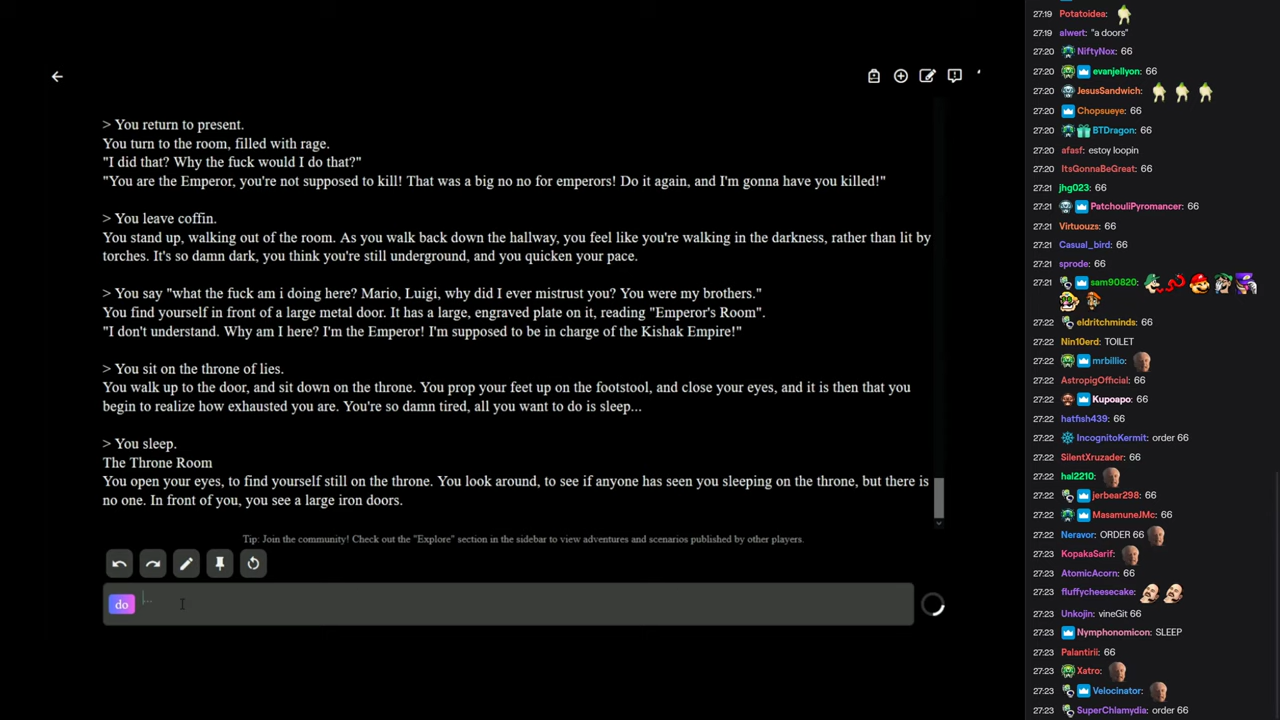 > You return to present.
You turn to the room, filled with rage.
"I did that? Why the fuck would I do that?"
"You are the Emperor, you're not supposed to kill! That was a big no no for emperors! Do it again, and I'm gonna have you killed!"
> You leave coffin.
You stand up, walking out of the room. As you walk back down the hallway, you feel like you're walking in the darkness, rather than lit by
torches. It's so damn dark, you think you're still underground, and you quicken your pace.
> You say "what the fuck am i doing here? Mario, Luigi, why did I ever mistrust you? You were my brothers."
You find yourself in front of a large metal door. It has a large, engraved plate on it, reading "Emperor's Room".
"I don't understand. Why am I here? I'm the Emperor! I'm supposed to be in charge of the Kishak Empire!"
> You sit on the throne of lies.
You walk up to the door, and sit down on the throne. You prop your feet up on the footstool, and close your eyes, and it is then that you
begin to realize how exhausted you are. You're so damn tired, all you want to do is sleep...
> You sleep.
The Throne Room
You open your eyes, to find yourself still on the throne. You look around, to see if anyone has seen you sleeping on the throne, but there is
no one. In front of you, you see a large iron doors.
Tip: Join the community! Check out the "Explore" section in the sidebar to view adventures and scenarios published by other players.
do ...
27:19 Potatoidea:
27:19 alwert: "a doors"
27:20 NiftyNox: 66
27:20 evanjellyon: 66
27:20 JesusSandwich:
27:20 Chopsueye: 66
27:20 BTDragon: 66
27:20 afasf: estoy loopin
27:20 ItsGonnaBeGreat: 66
27:21 jhg023: 66
27:21 PatchouliPyromancer: 66
27:21 Virtuouzs: 66
27:21 Casual_bird: 66
27:21 sprode: 66
27:21 sam90820:
27:22 eldritchminds: 66
27:22 Nin10erd: TOILET
27:22 mrbillio:
27:22 AstropigOfficial: 66
27:22 Kupoapo: 66
27:22 hatfish439: 66
27:22 IncognitoKermit: order 66
27:22 SilentXruzader: 66
27:22 hal2210:
27:22 jerbear298: 66
27:22 MasamuneJMc: 66
27:22 Neravor: ORDER 66
27:23 KopakaSarif:
27:23 AtomicAcorn: 66
27:23 fluffycheesecake:
27:23 Unkojin: vineGit 66
27:23 Nymphonomicon: SLEEP
27:23 Palantirii: 66
27:23 Xatro:
27:23 Velocinator:
27:23 SuperChlamydia: order 66